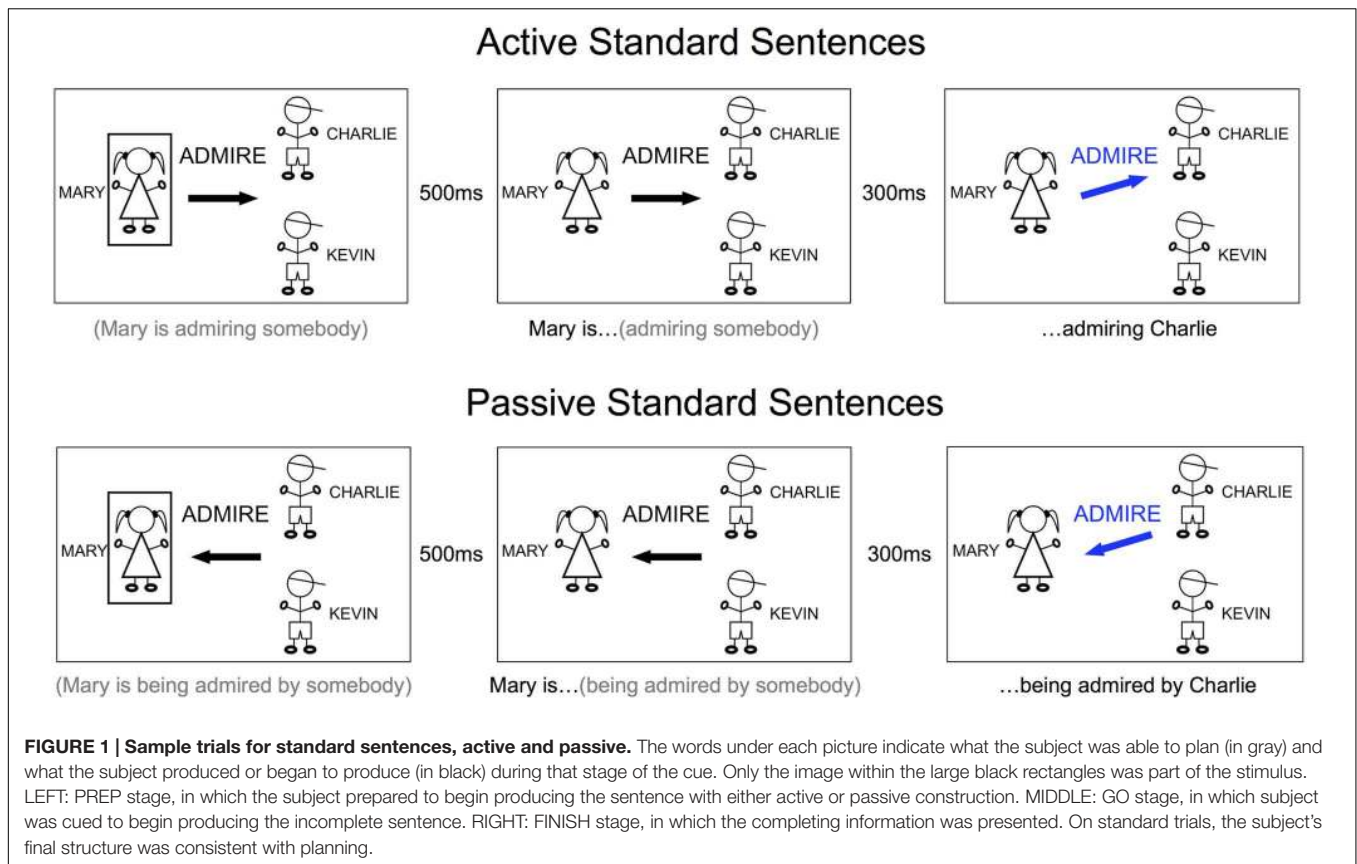 Active Standard Sentences
MARY
ADMIRE
CHARLIE
KEVIN
500ms
MARY
ADMIRE
CHARLIE
KEVIN
300ms
MARY
ADMIRE
CHARLIE
KEVIN
(Mary is admiring somebody)
Mary is…(admiring somebody)
…admiring Charlie
Passive Standard Sentences
MARY
ADMIRE
CHARLIE
KEVIN
500ms
MARY
ADMIRE
CHARLIE
KEVIN
300ms
MARY
ADMIRE
CHARLIE
KEVIN
(Mary is being admired by somebody)
Mary is…(being admired by somebody)
…being admired by Charlie
FIGURE 1 | Sample trials for standard sentences, active and passive. The words under each picture indicate what the subject was able to plan (in gray) and
what the subject produced or began to produce (in black) during that stage of the cue. Only the image within the large black rectangles was part of the stimulus.
LEFT: PREP stage, in which the subject prepared to begin producing the sentence with either active or passive construction. MIDDLE: GO stage, in which subject
was cued to begin producing the incomplete sentence. RIGHT: FINISH stage, in which the completing information was presented. On standard trials, the subject's
final structure was consistent with planning.